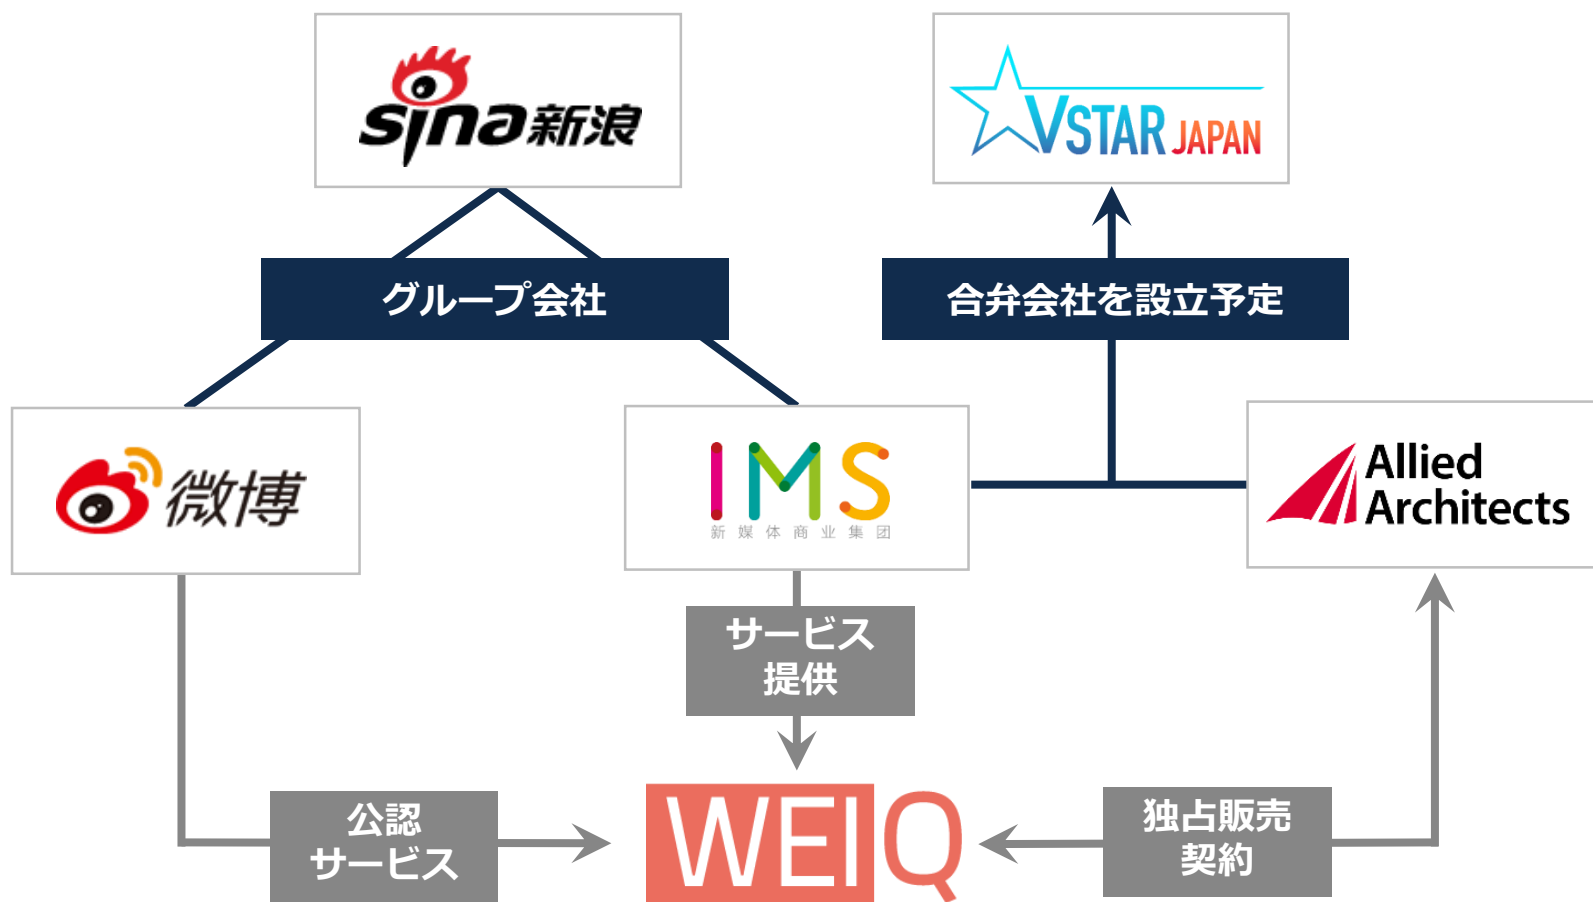 sina新浪
VSTAR JAPAN
グループ会社
合弁会社を設立予定
微博
IMS
新媒体商业集团
Allied
Architects
サービス
提供
公認
サービス
WEIQ
独占販売
契約